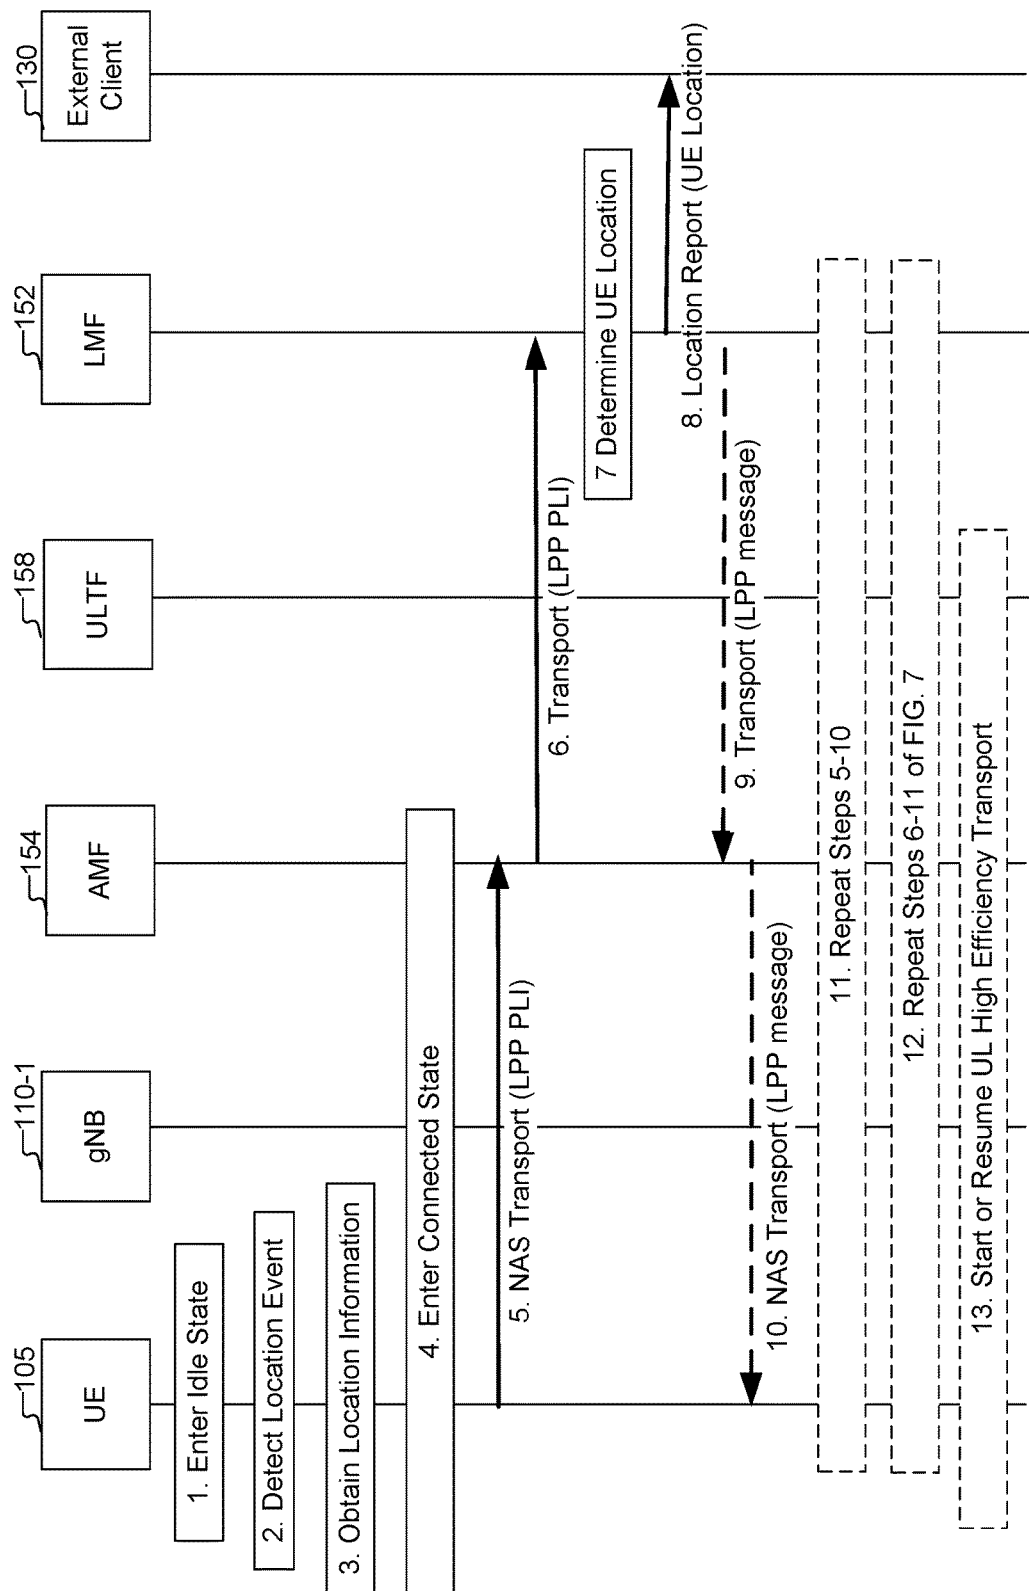 105
UE
110-1
gNB
154
AMF
158
ULTF
152
LMF
130
External
Client
1. Enter Idle State
2. Detect Location Event
3. Obtain Location Information
4. Enter Connected State
5. NAS Transport (LPP PLI)
6. Transport (LPP PLI)
7 Determine UE Location
8. Location Report (UE Location)
9. Transport (LPP message)
10. NAS Transport (LPP message)
11. Repeat Steps 5-10
12. Repeat Steps 6-11 of FIG. 7
13. Start or Resume UL High Efficiency Transport